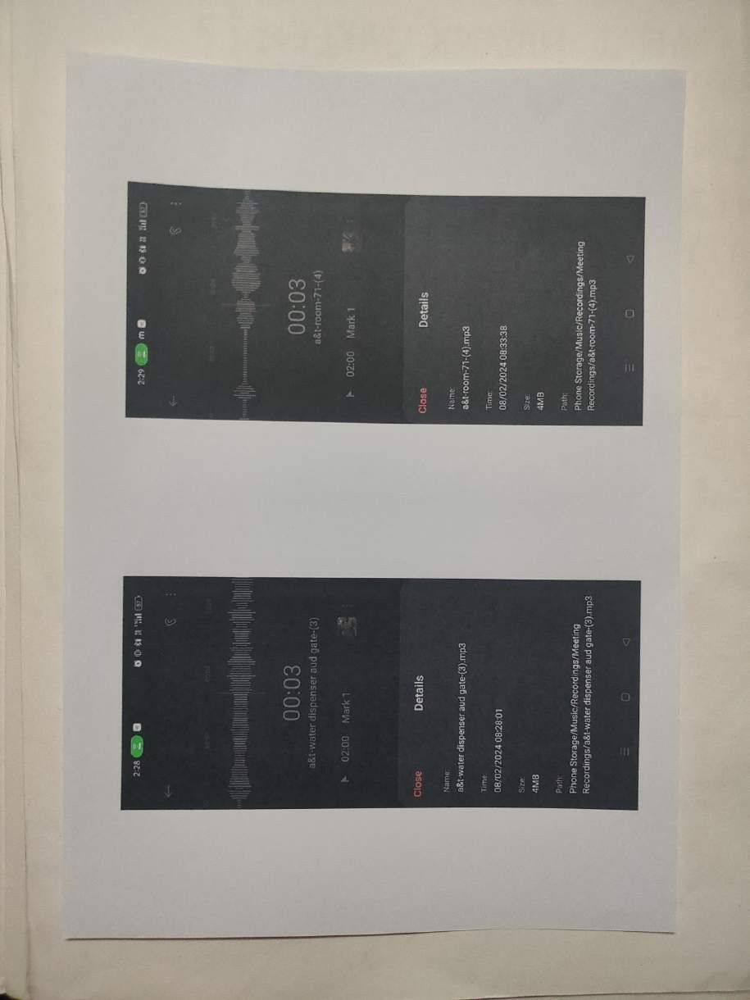 2:28
00:03
a&t-water dispenser aud gate-(3)
02:00 Mark 1
Close Details
Name:
a&t-water dispenser aud gate-(3).mp3
Time:
08/02/2024 08:28:01
Size:
4MB
Path:
Phone Storage/Music/Recordings/Meeting
Recordings/a&t-water dispenser aud gate-(3).mp3
2:29 m
00:03
a&t-room-71-(4)
02:00 Mark 1
Close Details
Name:
a&t-room-71-(4).mp3
Time:
08/02/2024 08:33:38
Size:
4MB
Path:
Phone Storage/Music/Recordings/Meeting
Recordings/a&t-room-71-(4).mp3